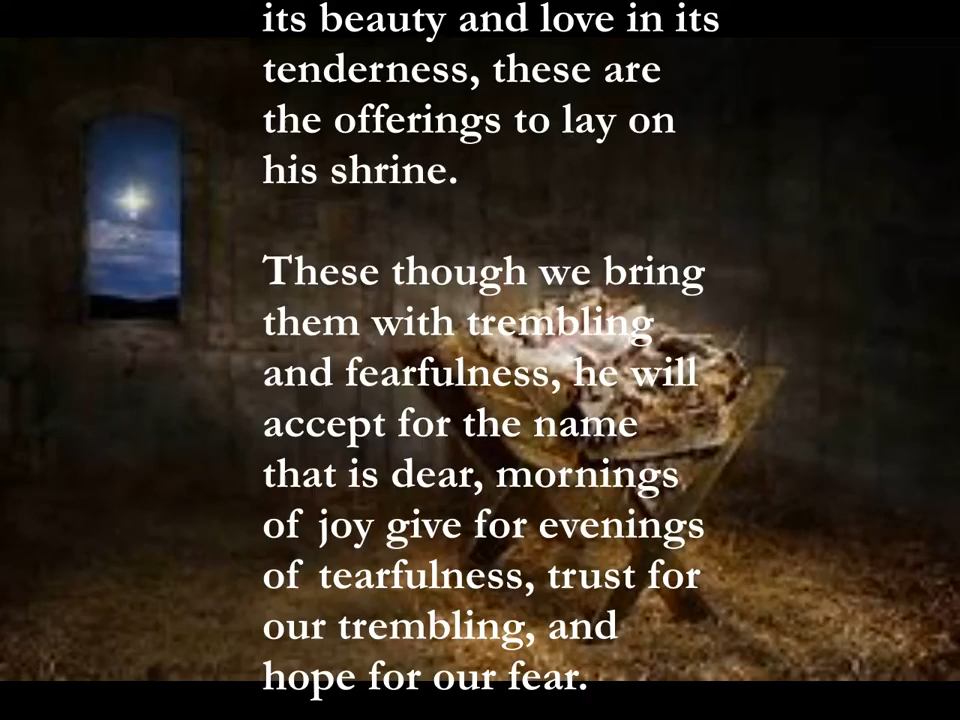 its beauty and love in its
tenderness, these are
the offerings to lay on
his shrine.
These though we bring
them with trembling
and fearfulness, he will
accept for the name
that is dear, mornings
of joy give for evenings
of tearfulness, trust for
our trembling, and
hope for our fear.